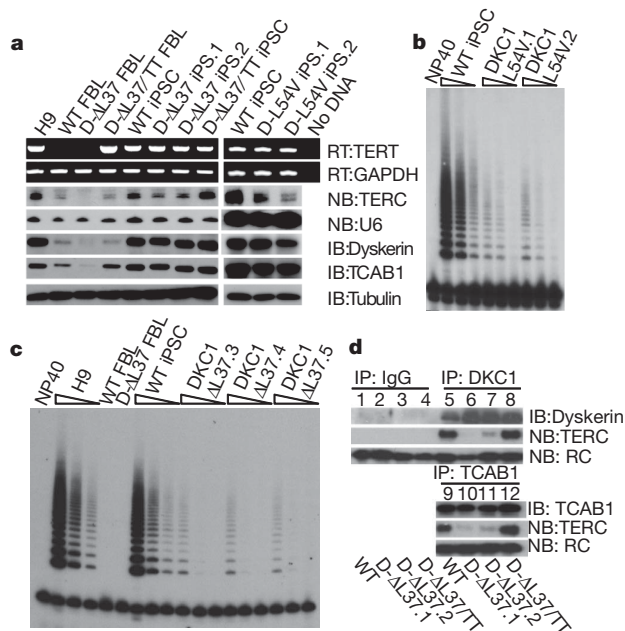 a
H9
WT FBL
D-ΔL37 FBL
D-ΔL37/TT FBL
WT iPSC
D-ΔL37 iPS.1
D-ΔL37 iPS.2
D-ΔL37/TT iPSC
WT iPSC
D-L54V iPS.1
D-L54V iPS.2
No DNA
RT:TERT
RT:GAPDH
NB:TERC
NB:U6
IB:Dyskerin
IB:TCAB1
IB:Tubulin
b
NP40
WT iPSC
DKC1
L54V.1
DKC1
L54V.2
c
NP40
H9
WT FBL
D-ΔL37 FBL
WT iPSC
DKC1
ΔL37.3
DKC1
ΔL37.4
DKC1
ΔL37.5
d
IP: IgG IP: DKC1
1 2 3 4 5 6 7 8
IB:Dyskerin
NB:TERC
NB: RC
IP: TCAB1
9 10 11 12
IB: TCAB1
NB:TERC
NB: RC
WT
D-ΔL37.1
D-ΔL37.2
D-ΔL37/TT
WT
D-ΔL37.1
D-ΔL37.2
D-ΔL37/TT